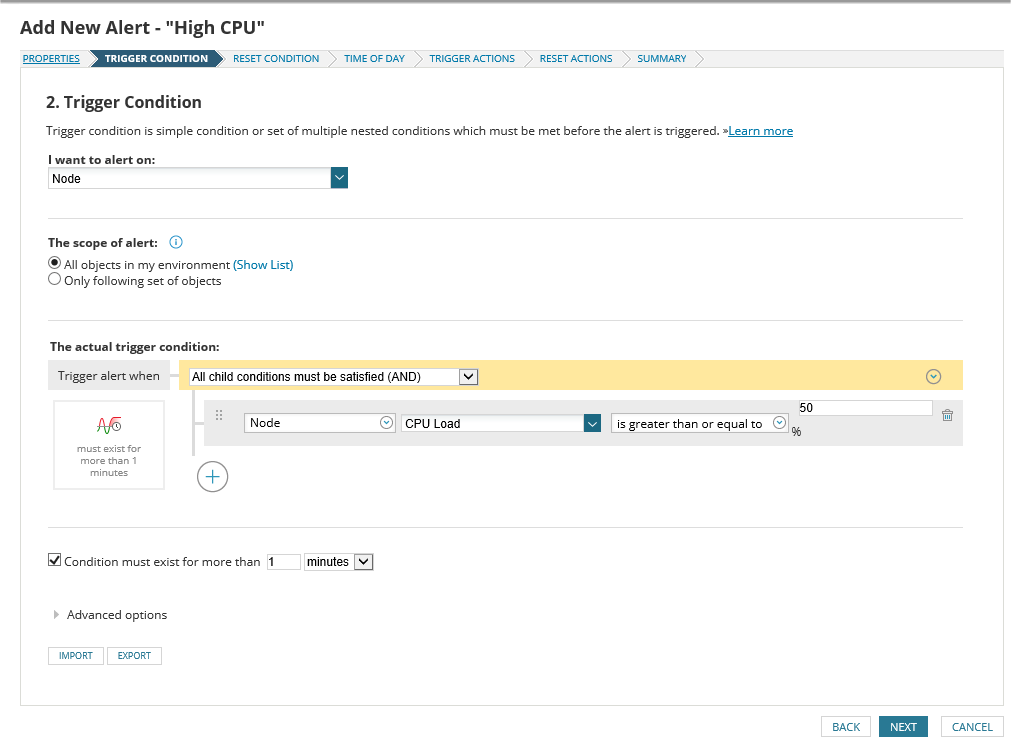 Add New Alert - "High CPU"
PROPERTIES TRIGGER CONDITION RESET CONDITION TIME OF DAY TRIGGER ACTIONS RESET ACTIONS SUMMARY
2. Trigger Condition
Trigger condition is simple condition or set of multiple nested conditions which must be met before the alert is triggered. »Learn more
I want to alert on:
Node
The scope of alert:
All objects in my environment (Show List)
Only following set of objects
The actual trigger condition:
Trigger alert when All child conditions must be satisfied (AND)
Node CPU Load is greater than or equal to 50 %
must exist for
more than 1
minutes
Condition must exist for more than 1 minutes
Advanced options
IMPORT EXPORT
BACK NEXT CANCEL